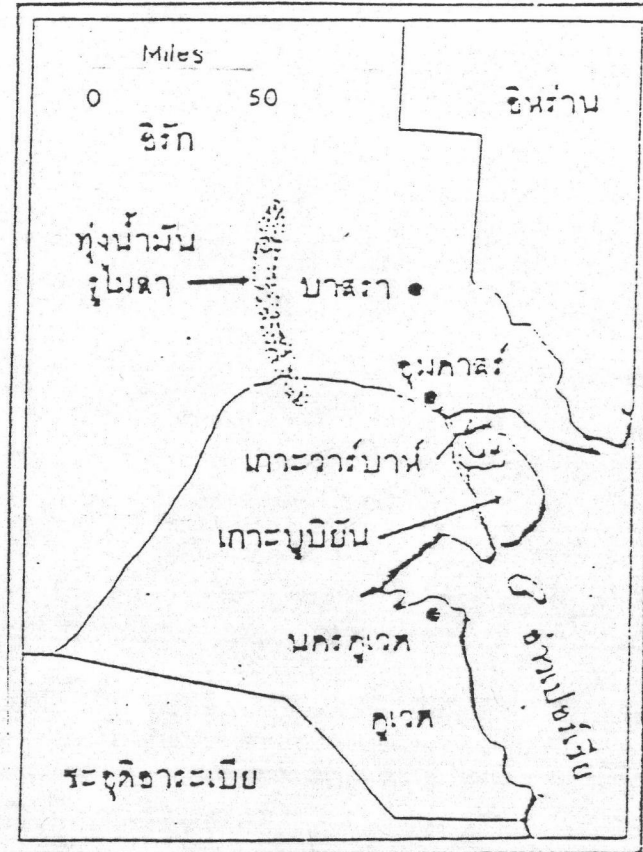 Miles
0 50
อิรัก
อิหร่าน
ทุ่งน้ำมัน
รูไมลา
บาสรา
อุมคาสร์
เกาะวาร์บาห์
เกาะบูบิยัน
นครคูเวต
คูเวต
อ่าวเปอร์เซีย
ซะอุดิอาระเบีย